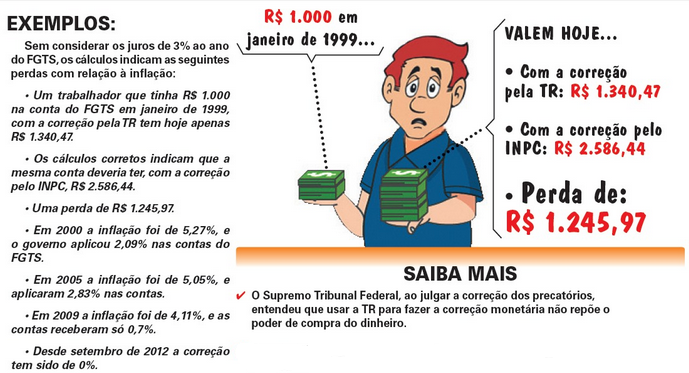 EXEMPLOS:
Sem considerar os juros de 3% ao ano
do FGTS, os cálculos indicam as seguintes
perdas com relação à inflação:
• Um trabalhador que tinha R$ 1.000
na conta do FGTS em janeiro de 1999,
com a correção pela TR tem hoje apenas
R$ 1.340,47.
• Os cálculos corretos indicam que a
mesma conta deveria ter, com a correção
pelo INPC, R$ 2.586,44.
• Uma perda de R$ 1.245,97.
• Em 2000 a inflação foi de 5,27%, e
o governo aplicou 2,09% nas contas do
FGTS.
• Em 2005 a inflação foi de 5,05%, e
aplicaram 2,83% nas contas.
• Em 2009 a inflação foi de 4,11%, e as
contas receberam só 0,7%.
• Desde setembro de 2012 a correção
tem sido de 0%.
R$ 1.000 em
janeiro de 1999...
$
$
VALEM HOJE...
• Com a correção
pela TR: R$ 1.340,47
• Com a correção pelo
INPC: R$ 2.586,44
• Perda de:
R$ 1.245,97
SAIBA MAIS
✔ O Supremo Tribunal Federal, ao julgar a correção dos precatórios,
entendeu que usar a TR para fazer a correção monetária não repõe o
poder de compra do dinheiro.